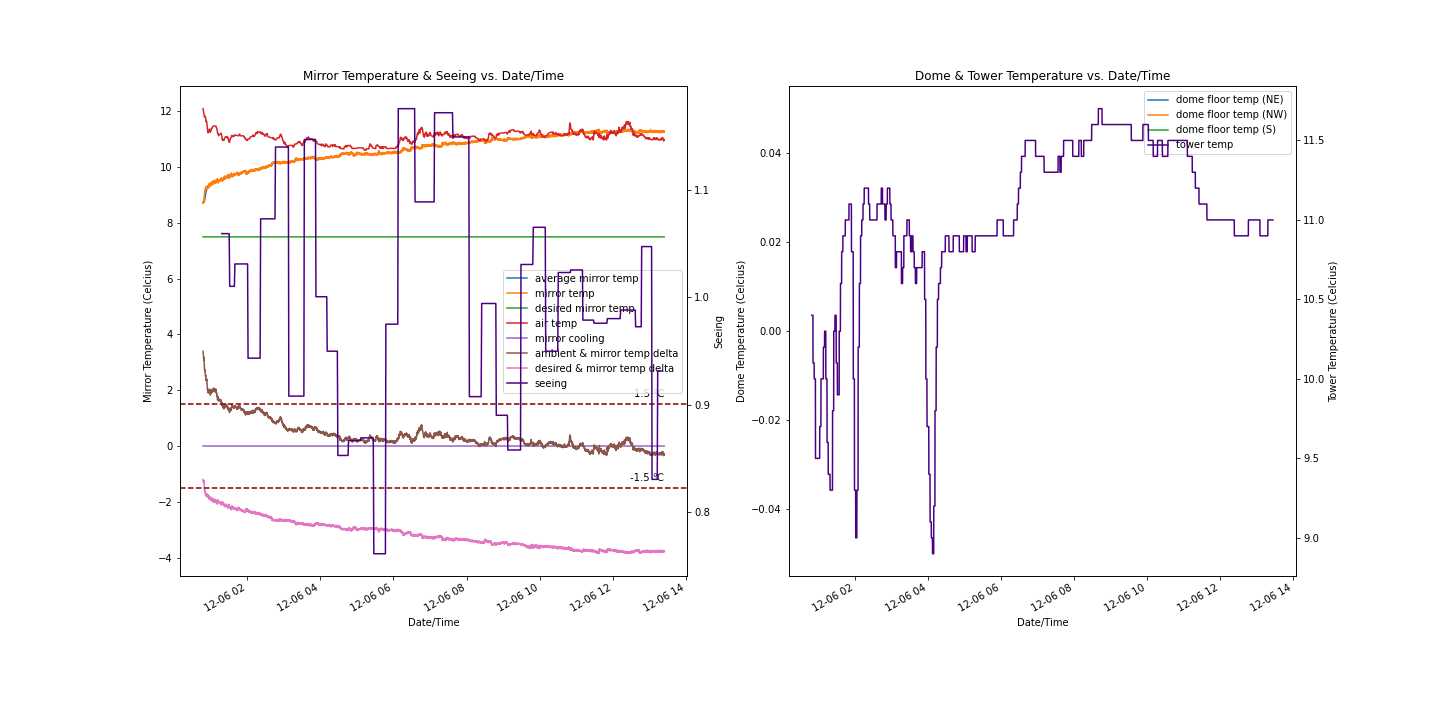 Mirror Temperature & Seeing vs. Date/Time
12
10
8
6
4
2
0
−2
−4
Mirror Temperature (Celcius)
1.1
1.0
0.9
0.8
Seeing
average mirror temp
mirror temp
desired mirror temp
air temp
mirror cooling
ambient & mirror temp delta
desired & mirror temp delta
seeing
1.5 °C
-1.5 °C
12-06 02
12-06 04
12-06 06
12-06 08
12-06 10
12-06 12
12-06 14
Date/Time
Dome & Tower Temperature vs. Date/Time
0.04
0.02
0.00
−0.02
−0.04
Dome Temperature (Celcius)
dome floor temp (NE)
dome floor temp (NW)
dome floor temp (S)
tower temp
11.5
11.0
10.5
10.0
9.5
9.0
Tower Temperature (Celcius)
12-06 02
12-06 04
12-06 06
12-06 08
12-06 10
12-06 12
12-06 14
Date/Time